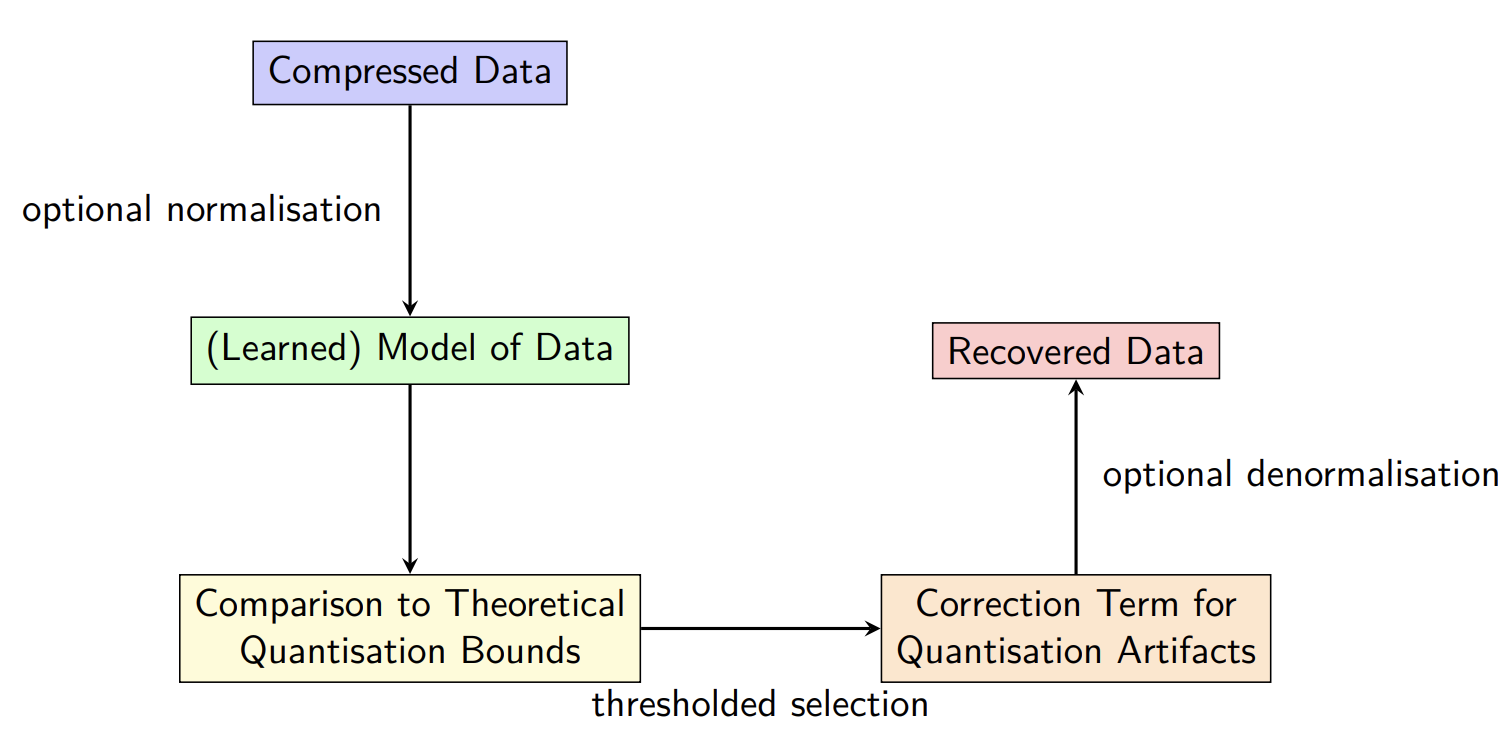 Compressed Data
optional normalisation
(Learned) Model of Data
Recovered Data
optional denormalisation
Comparison to Theoretical
Quantisation Bounds
Correction Term for
Quantisation Artifacts
thresholded selection